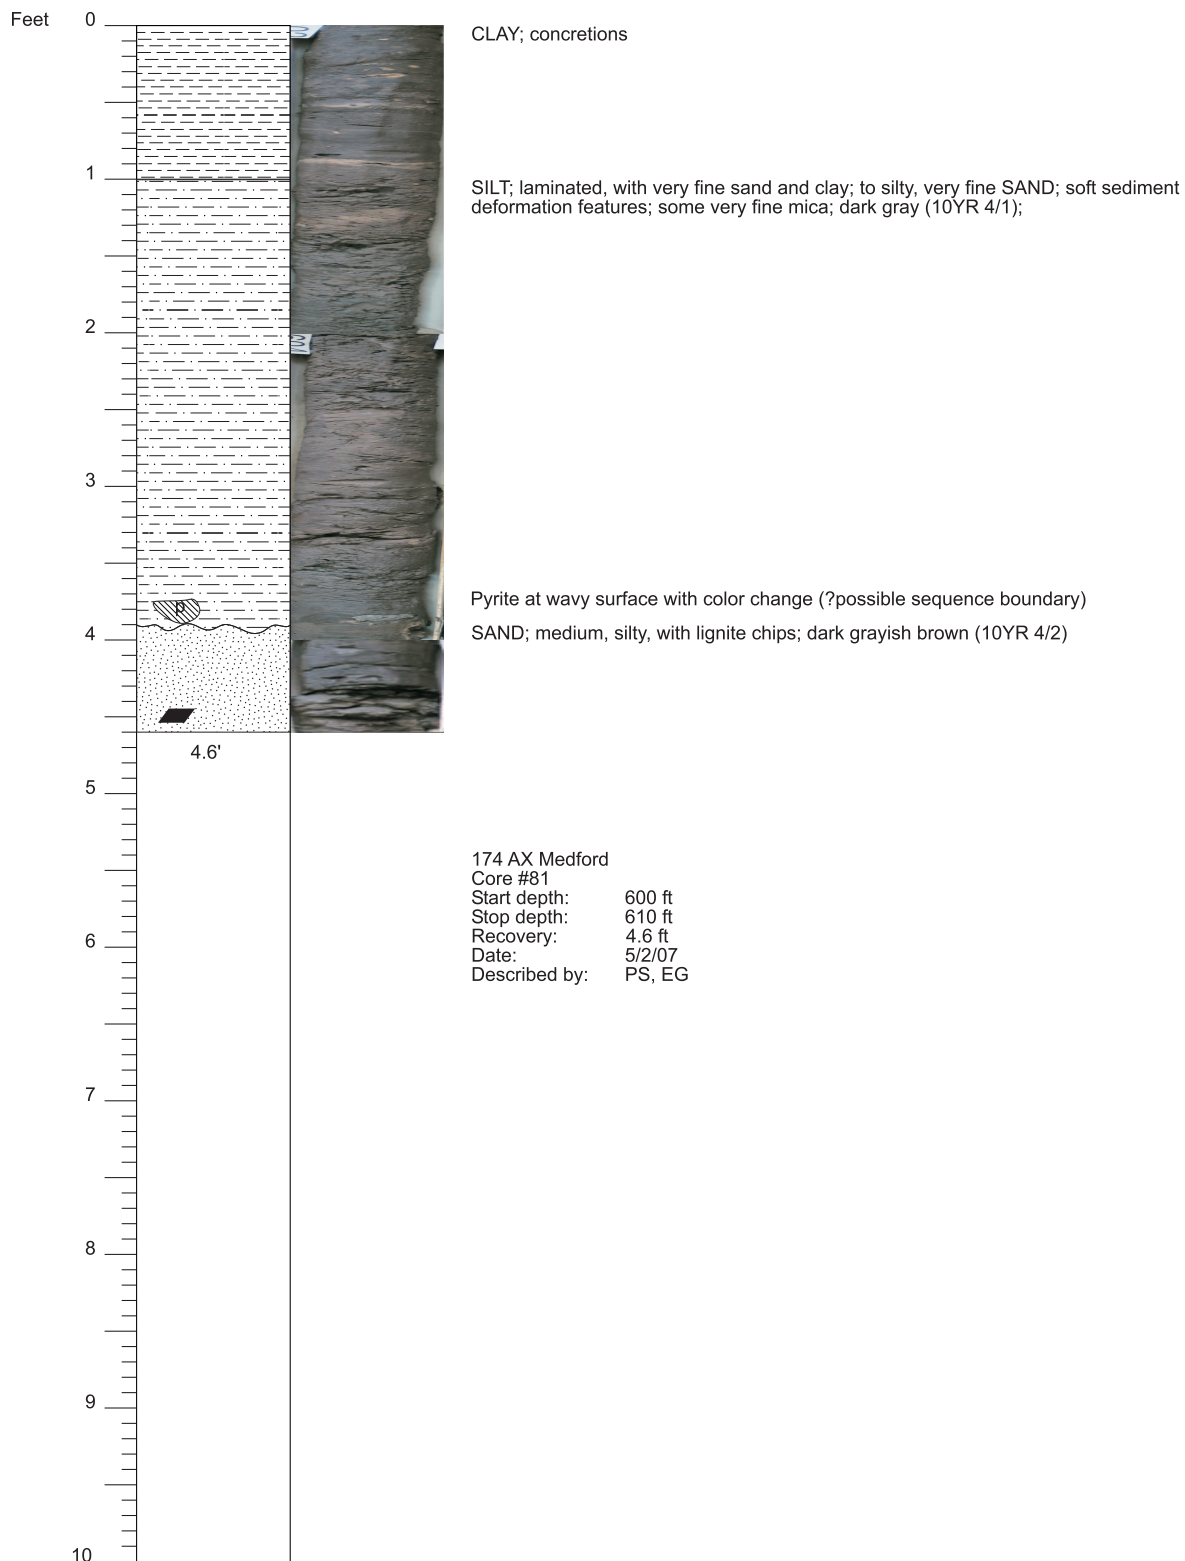 Feet 0
CLAY; concretions
1
SILT; laminated, with very fine sand and clay; to silty, very fine SAND; soft sediment
deformation features; some very fine mica; dark gray (10YR 4/1);
2
3
Pyrite at wavy surface with color change (?possible sequence boundary)
p
4
SAND; medium, silty, with lignite chips; dark grayish brown (10YR 4/2)
4.6'
5
174 AX Medford
Core #81
Start depth: 600 ft
Stop depth: 610 ft
Recovery: 4.6 ft
Date: 5/2/07
Described by: PS, EG
6
7
8
9
10